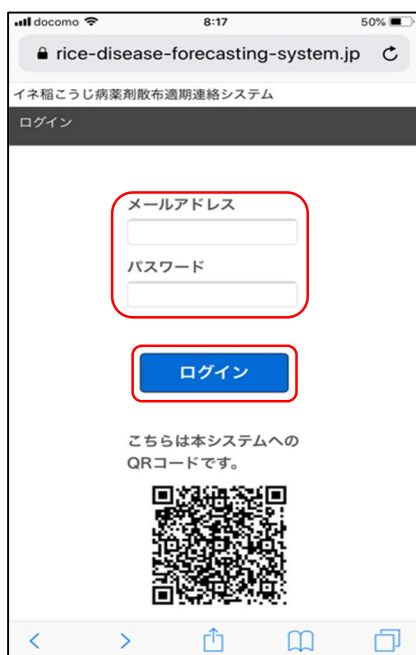 docomo 8:17 50%
rice-disease-forecasting-system.jp
イネ稲こうじ病薬剤散布適期連絡システム
ログイン
メールアドレス
パスワード
ログイン
こちらは本システムへの
QRコードです。